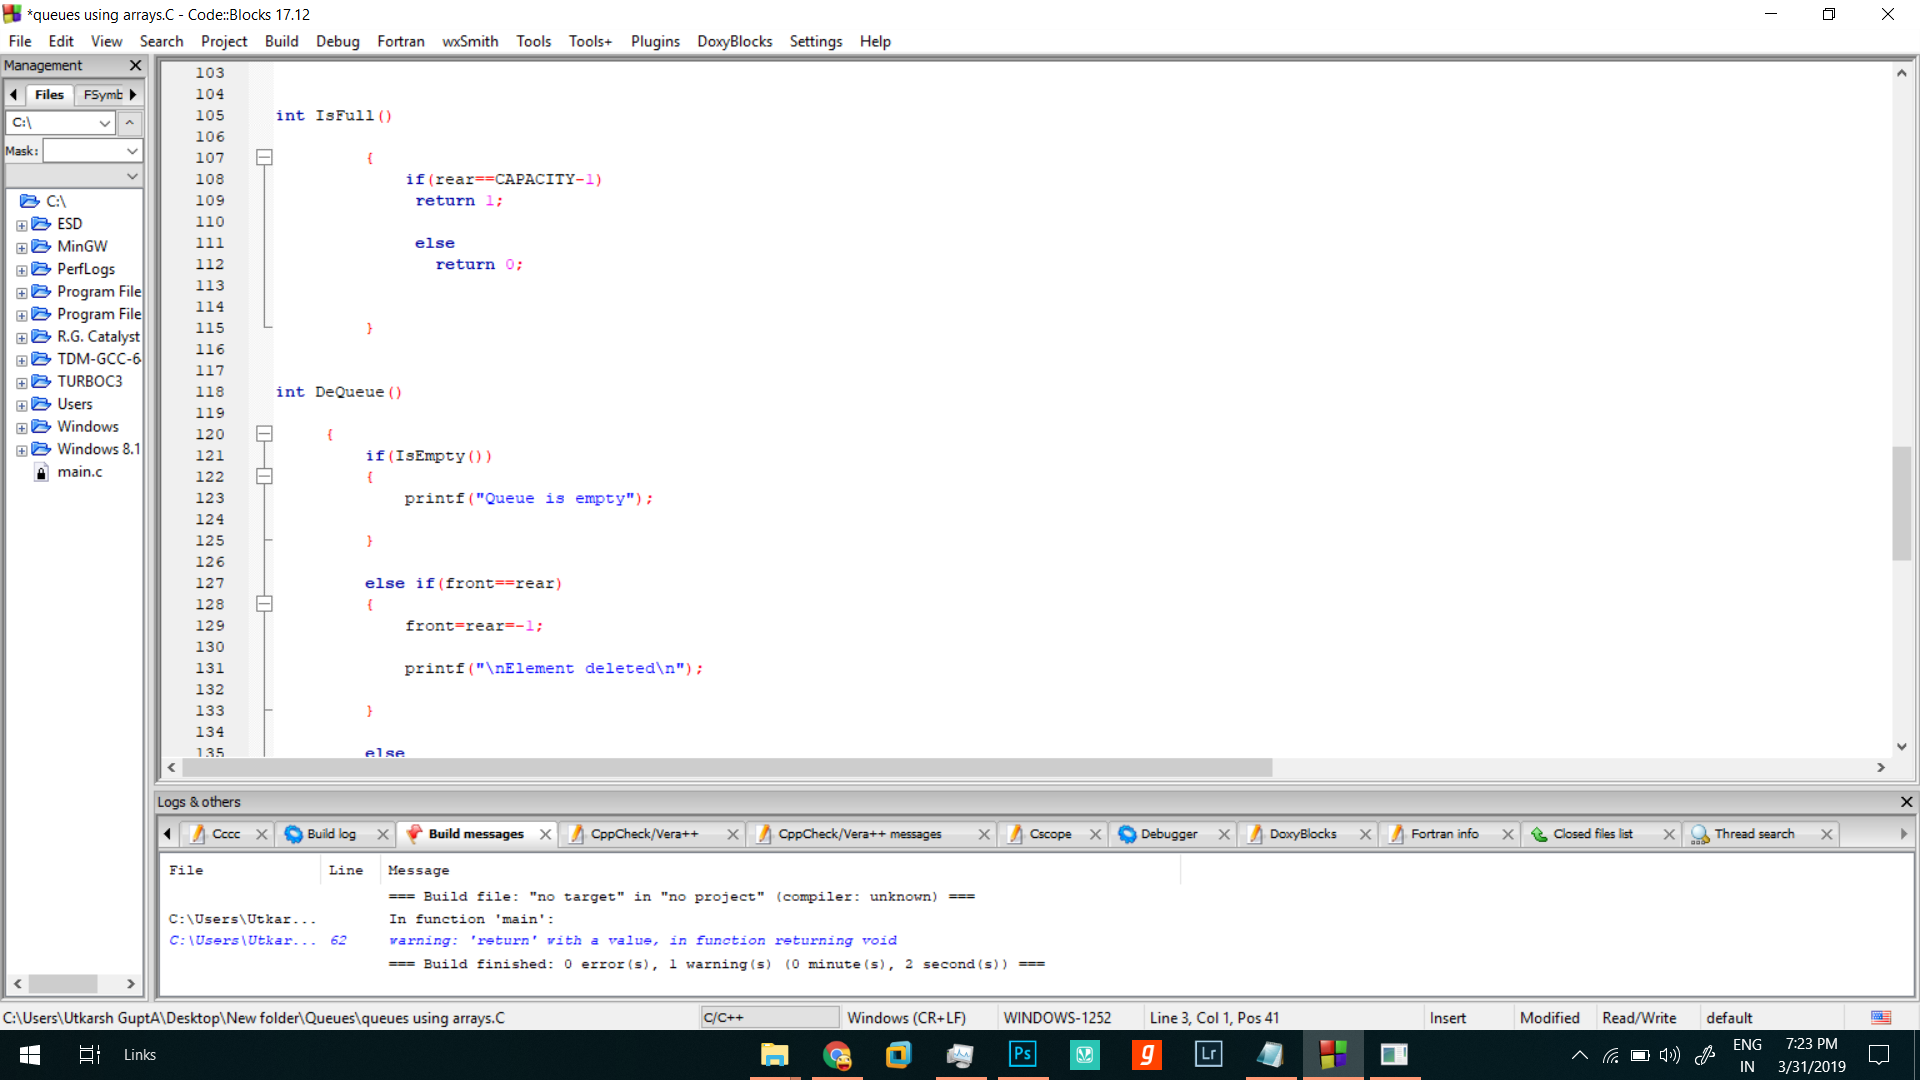 *queues using arrays.C - Code::Blocks 17.12
File Edit View Search Project Build Debug Fortran wxSmith Tools Tools+ Plugins DoxyBlocks Settings Help
Management
Files FSymb
C:\
Mask:
C:\
ESD
MinGW
PerfLogs
Program File
Program File
R.G. Catalyst
TDM-GCC-6
TURBOC3
Users
Windows
Windows 8.1
main.c
103
104
105 int IsFull()
106
107 {
108 if(rear==CAPACITY-1)
109 return 1;
110
111 else
112 return 0;
113
114
115 }
116
117
118 int DeQueue()
119
120 {
121 if(IsEmpty())
122 {
123 printf("Queue is empty");
124
125 }
126
127 else if(front==rear)
128 {
129 front=rear=-1;
130
131 printf("\nElement deleted\n");
132
133 }
134
135 else
Logs & others
Cccc Build log Build messages CppCheck/Vera++ CppCheck/Vera++ messages Cscope Debugger DoxyBlocks Fortran info Closed files list Thread search
File Line Message
=== Build file: "no target" in "no project" (compiler: unknown) ===
C:\Users\Utkar... In function 'main':
C:\Users\Utkar... 62 warning: 'return' with a value, in function returning void
=== Build finished: 0 error(s), 1 warning(s) (0 minute(s), 2 second(s)) ===
C:\Users\Utkarsh GuptA\Desktop\New folder\Queues\queues using arrays.C C/C++ Windows (CR+LF) WINDOWS-1252 Line 3, Col 1, Pos 41 Insert Modified Read/Write default
Links
Ps
g
Lr
ENG
IN
7:23 PM
3/31/2019